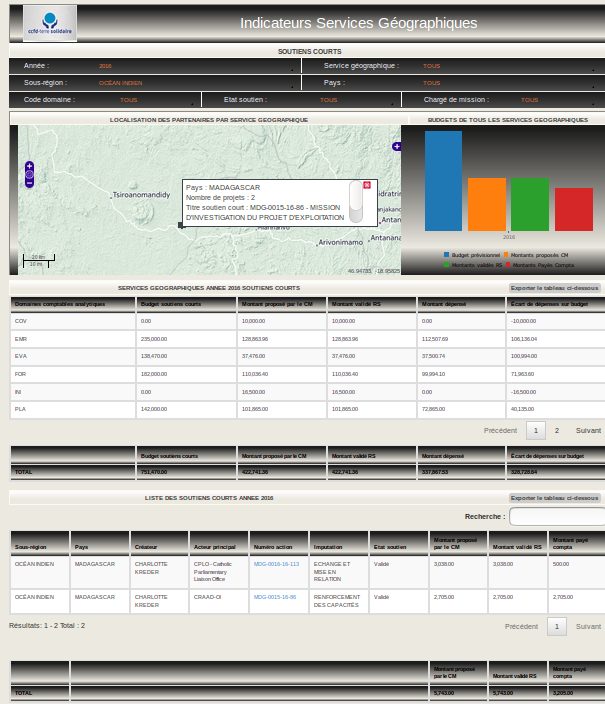 ccfd-terre solidaire
Indicateurs Services Géographiques
SOUTIENS COURTS
Année : 2016 Service géographique : TOUS
Sous-région : OCÉAN INDIEN Pays : TOUS
Code domaine : TOUS Etat soutien : TOUS Chargé de mission : TOUS
LOCALISATION DES PARTENAIRES PAR SERVICE GEOGRAPHIQUE BUDGETS DE TOUS LES SERVICES GEOGRAPHIQUES
Tsiroanomandidy
Pays : MADAGASCAR
Nombre de projets : 2
Titre soutien court : MDG-0015-16-86 - MISSION
D'INVESTIGATION DU PROJET D'EXPLOITATION
Arivonimamo
Antanana
20 km
10 mi
46.94733, -18.95825
2016
Budget prévisionnel Montants proposés CM
Montants validés RS Montants Payés Compta
SERVICES GEOGRAPHIQUES ANNEE 2016 SOUTIENS COURTS Exporter le tableau ci-dessous
Domaines comptables analytiques Budget soutiens courts Montant proposé par le CM Montant validé RS Montant dépensé Écart de dépenses sur budget
COV 0.00 10,000.00 10,000.00 0.00 -10,000.00
EMR 235,000.00 128,863.96 128,863.96 112,507.69 106,136.04
EVA 138,470.00 37,476.00 37,476.00 37,500.74 100,994.00
FOR 182,000.00 110,036.40 110,036.40 99,994.10 71,963.60
INI 0.00 16,500.00 16,500.00 0.00 -16,500.00
PLA 142,000.00 101,865.00 101,865.00 72,865.00 40,135.00
Précédent 1 2 Suivant
Budget soutiens courts Montant proposé par le CM Montant validé RS Montant dépensé Écart de dépenses sur budget
TOTAL 751,470.00 422,741.36 422,741.36 337,867.53 328,728.64
LISTE DES SOUTIENS COURTS ANNEE 2016 Exporter le tableau ci-dessous
Recherche :
Sous-région Pays Créateur Acteur principal Numéro action Imputation Etat soutien Montant proposé par le CM Montant validé RS Montant payé compta
OCÉAN INDIEN MADAGASCAR CHARLOTTE KREDER CPLO - Catholic Parliamentary Liaison Office MDG-0016-16-113 ECHANGE ET MISE EN RELATION Validé 3,038.00 3,038.00 500.00
OCÉAN INDIEN MADAGASCAR CHARLOTTE KREDER CRAAD-OI MDG-0015-16-86 RENFORCEMENT DES CAPACITÉS Validé 2,705.00 2,705.00 2,705.00
Résultats: 1 - 2 Total : 2 Précédent 1 Suivant
Montant proposé par le CM Montant validé RS Montant payé compta
TOTAL 5,743.00 5,743.00 3,205.00